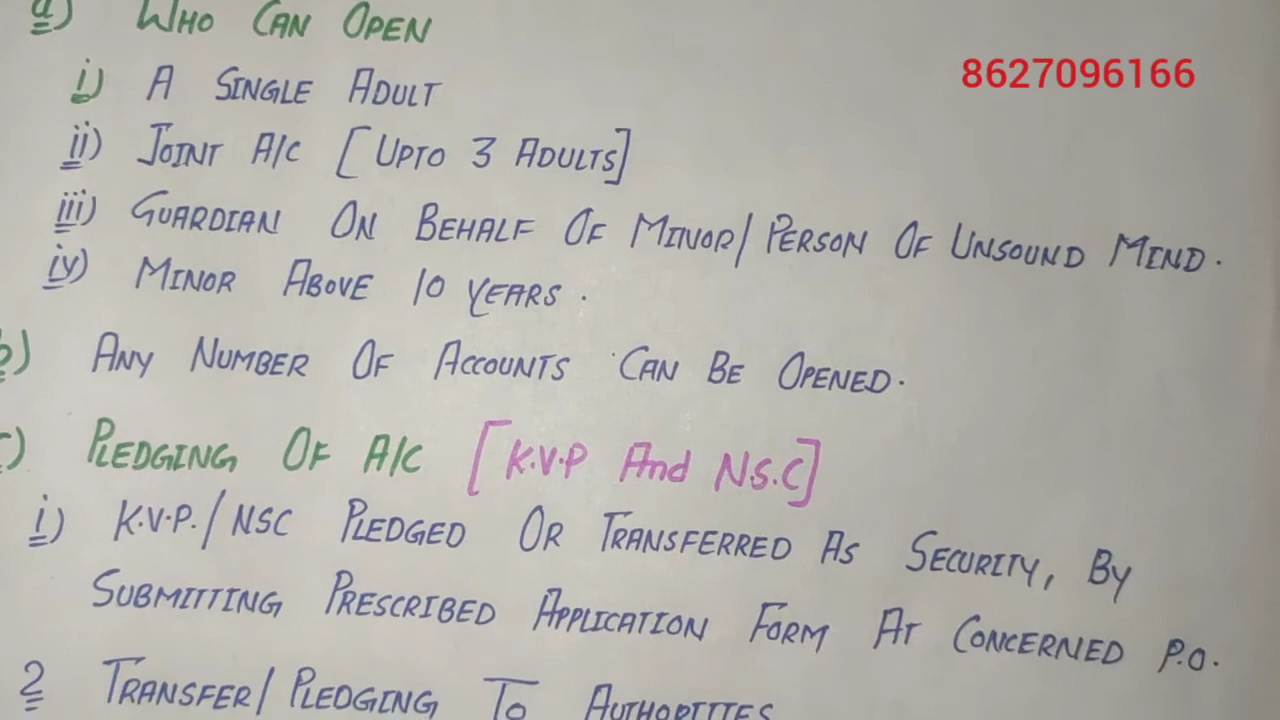 a) WHO CAN OPEN
8627096166
i) A SINGLE ADULT
ii) JOINT A/C [UPTO 3 ADULTS]
iii) GUARDIAN ON BEHALF OF MINOR/PERSON OF UNSOUND MIND.
iv) MINOR ABOVE 10 YEARS.
b) ANY NUMBER OF ACCOUNTS CAN BE OPENED.
c) PLEDGING OF A/C [K.V.P And N.S.C]
i) K.V.P./NSC PLEDGED OR TRANSFERRED AS SECURITY, BY
SUBMITTING PRESCRIBED APPLICATION FORM AT CONCERNED P.O.
2 TRANSFER/PLEDGING TO AUTHORITIES